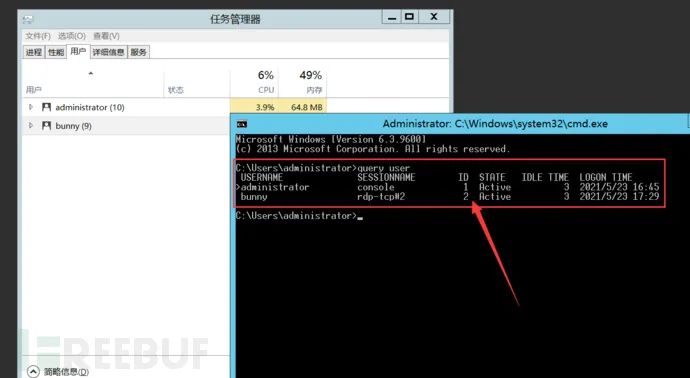 任务管理器
文件(F) 选项(O) 查看(V)
进程 性能 用户 详细信息 服务
6% 49%
用户 状态 CPU 内存
administrator (10) 3.9% 64.8 MB
bunny (9)
Administrator: C:\Windows\system32\cmd.exe
Microsoft Windows [Version 6.3.9600]
(c) 2013 Microsoft Corporation. All rights reserved.
C:\Users\administrator>query user
USERNAME SESSIONNAME ID STATE IDLE TIME LOGON TIME
>administrator console 1 Active 3 2021/5/23 16:45
bunny rdp-tcp#2 2 Active 3 2021/5/23 17:29
C:\Users\administrator>_
FREEBUF
简略信息(D)